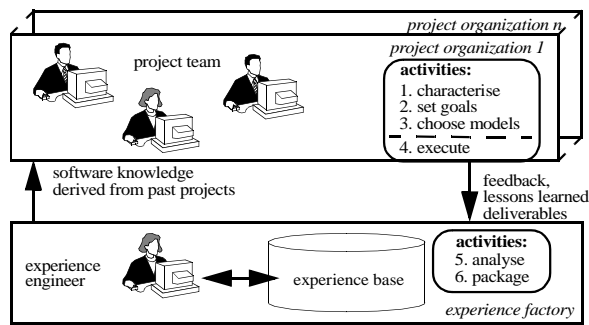 project organization n
project organization 1
project team
activities:
1. characterise
2. set goals
3. choose models
4. execute
software knowledge
derived from past projects
feedback,
lessons learned
deliverables
experience
engineer
experience base
activities:
5. analyse
6. package
experience factory